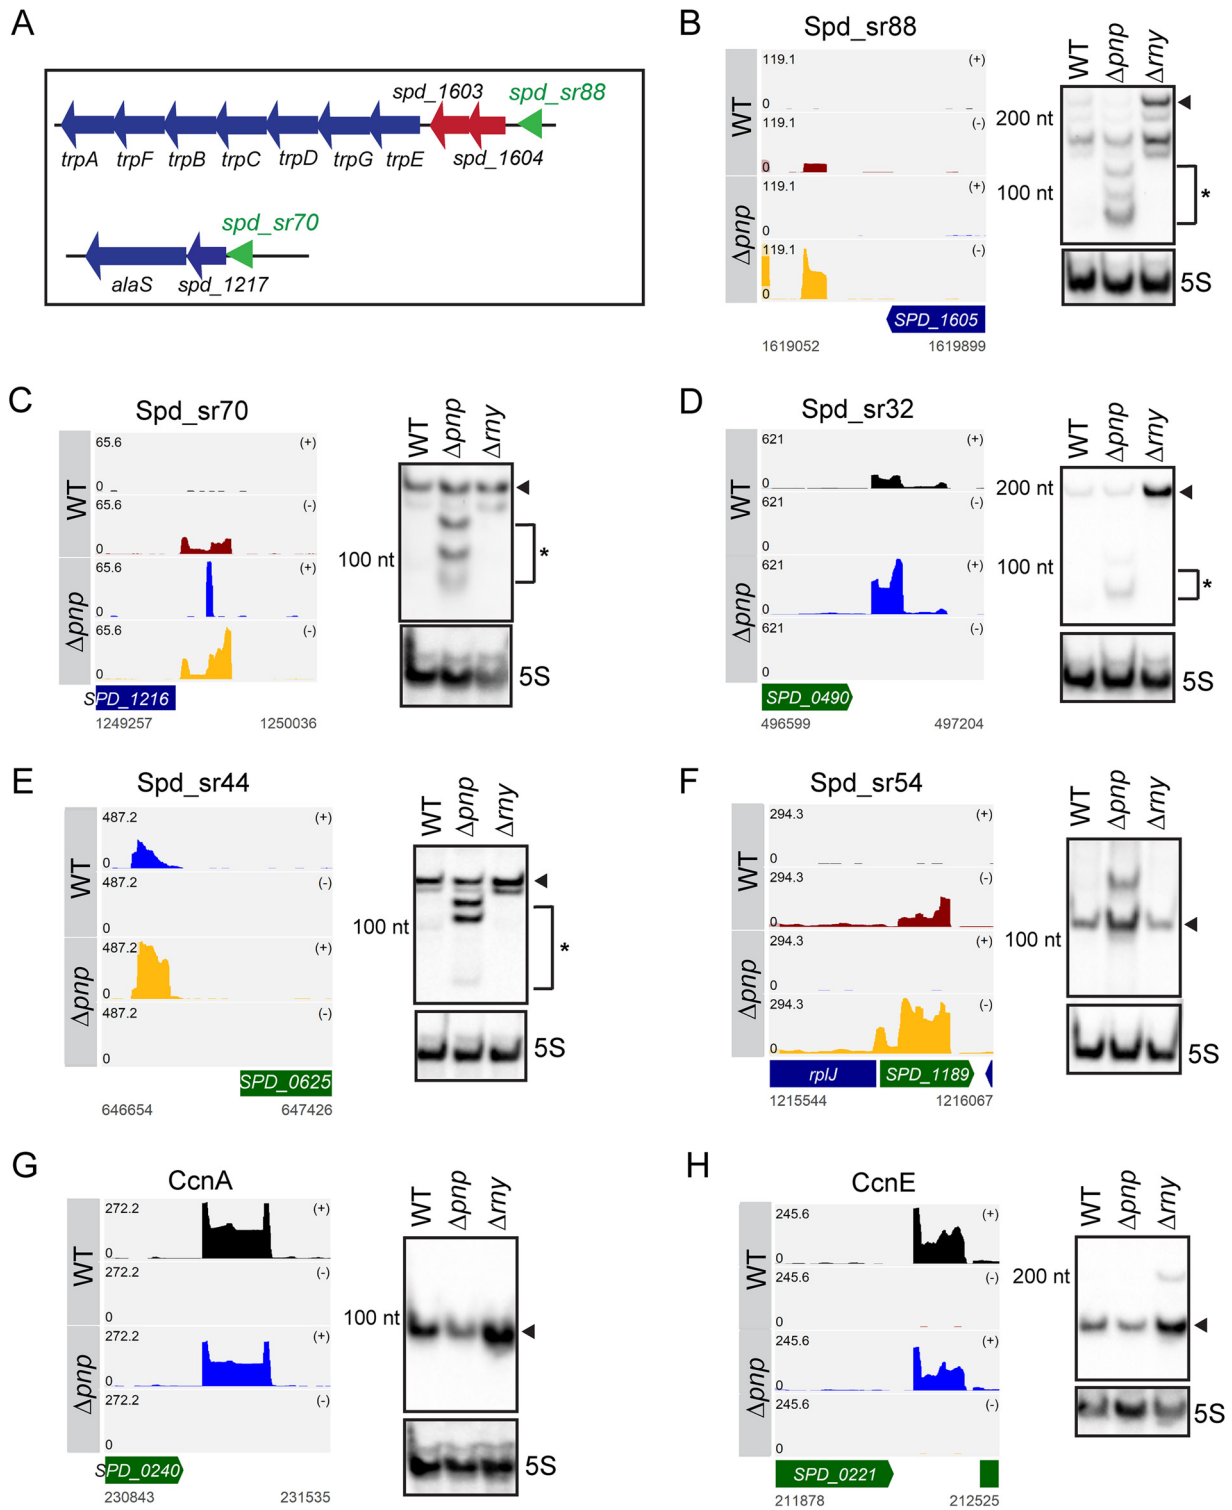 A
spd_1603
spd_sr88
trpA
trpF
trpB
trpC
trpD
trpG
trpE
spd_1604
spd_sr70
alaS
spd_1217
B
Spd_sr88
WT
Δpnp
119.1
(+)
0
119.1
(-)
0
119.1
(+)
0
119.1
(-)
0
SPD_1605
1619052
1619899
WT
Δpnp
Δrny
200 nt
100 nt
*
5S
C
Spd_sr70
WT
Δpnp
65.6
(+)
0
65.6
(-)
0
65.6
(+)
0
65.6
(-)
0
SPD_1216
1249257
1250036
WT
Δpnp
Δrny
100 nt
*
5S
D
Spd_sr32
WT
Δpnp
621
(+)
0
621
(-)
0
621
(+)
0
621
(-)
0
SPD_0490
496599
497204
WT
Δpnp
Δrny
200 nt
100 nt
*
5S
E
Spd_sr44
WT
Δpnp
487.2
(+)
0
487.2
(-)
0
487.2
(+)
0
487.2
(-)
0
SPD_0625
646654
647426
WT
Δpnp
Δrny
100 nt
*
5S
F
Spd_sr54
WT
Δpnp
294.3
(+)
0
294.3
(-)
0
294.3
(+)
0
294.3
(-)
0
rplJ
SPD_1189
1215544
1216067
WT
Δpnp
Δrny
100 nt
5S
G
CcnA
WT
Δpnp
272.2
(+)
0
272.2
(-)
0
272.2
(+)
0
272.2
(-)
0
SPD_0240
230843
231535
WT
Δpnp
Δrny
100 nt
5S
H
CcnE
WT
Δpnp
245.6
(+)
0
245.6
(-)
0
245.6
(+)
0
245.6
(-)
0
SPD_0221
211878
212525
WT
Δpnp
Δrny
200 nt
5S